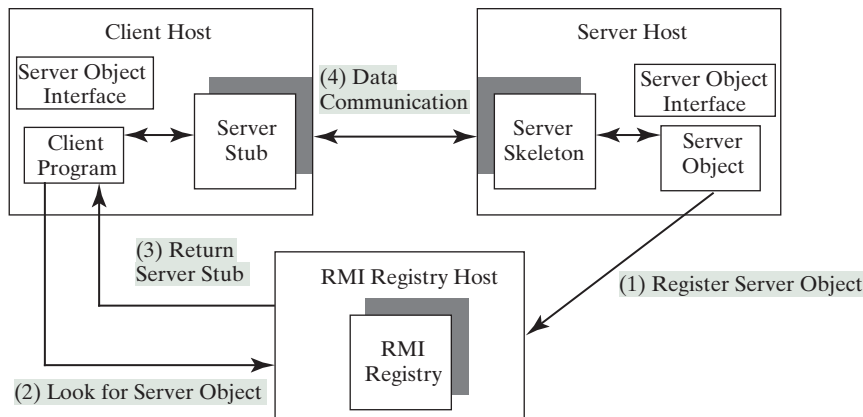 Client Host
Server Host
Server Object
Interface
(4) Data
Communication
Server Object
Interface
Client
Program
Server
Stub
Server
Skeleton
Server
Object
(3) Return
Server Stub
RMI Registry Host
(1) Register Server Object
RMI
Registry
(2) Look for Server Object